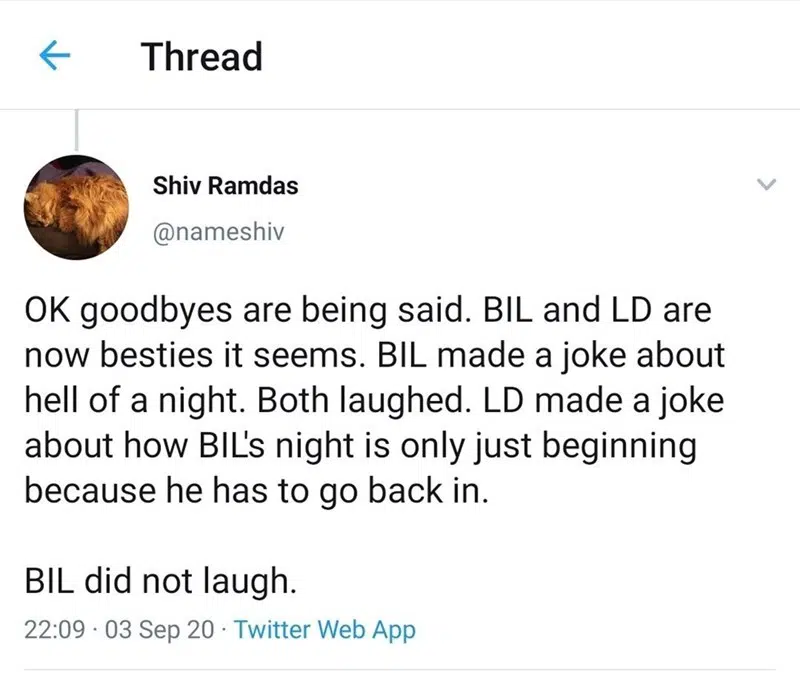 Thread
Shiv Ramdas
@nameshiv
OK goodbyes are being said. BIL and LD are
now besties it seems. BIL made a joke about
hell of a night. Both laughed. LD made a joke
about how BIL's night is only just beginning
because he has to go back in.
BIL did not laugh.
22:09 · 03 Sep 20 · Twitter Web App